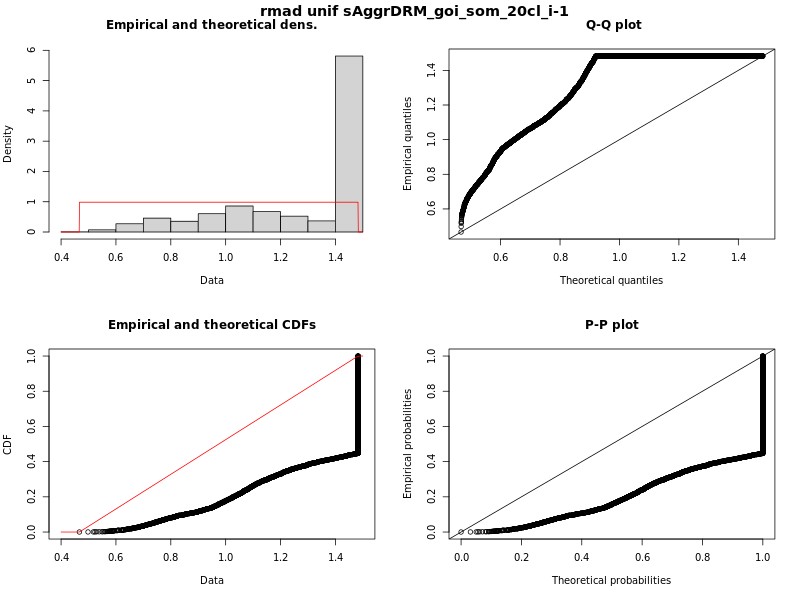 rmad unif sAggrDRM_goi_som_20cl_i-1
Empirical and theoretical dens.
Density
0 1 2 3 4 5 6
0.4 0.6 0.8 1.0 1.2 1.4
Data
Q-Q plot
Empirical quantiles
0.6 0.8 1.0 1.2 1.4
0.6 0.8 1.0 1.2 1.4
Theoretical quantiles
Empirical and theoretical CDFs
CDF
0.0 0.2 0.4 0.6 0.8 1.0
0.4 0.6 0.8 1.0 1.2 1.4
Data
P-P plot
Empirical probabilities
0.0 0.2 0.4 0.6 0.8 1.0
0.0 0.2 0.4 0.6 0.8 1.0
Theoretical probabilities